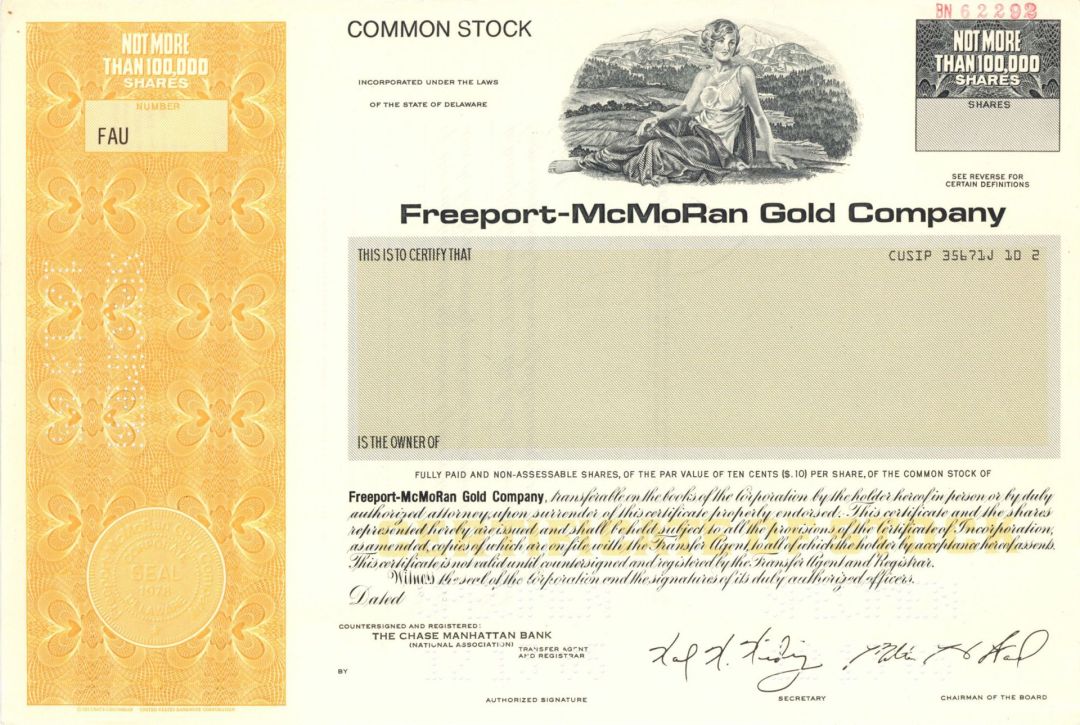 BN 62292
COMMON STOCK
NOT MORE
THAN 100,000
SHARES
NUMBER
FAU
INCORPORATED UNDER THE LAWS
OF THE STATE OF DELAWARE
NOT MORE
THAN 100,000
SHARES
SHARES
SEE REVERSE FOR
CERTAIN DEFINITIONS
Freeport-McMoRan Gold Company
THIS IS TO CERTIFY THAT
CUSIP 35671J 10 2
IS THE OWNER OF
FULLY PAID AND NON-ASSESSABLE SHARES, OF THE PAR VALUE OF TEN CENTS ($.10) PER SHARE, OF THE COMMON STOCK OF
Freeport-McMoRan Gold Company, transferable on the books of the Corporation by the holder hereof in person or by duly
authorized attorney, upon surrender of this certificate properly endorsed. This certificate and the shares
represented hereby are issued and shall be held subject to all the provisions of the Certificate of Incorporation,
as amended, copies of which are on file with the Transfer Agent, to all of which the holder by acceptance hereof assents.
This certificate is not valid until countersigned and registered by the Transfer Agent and Registrar.
Witness the seal of the Corporation and the signatures of its duly authorized officers.
Dated
SEAL
COUNTERSIGNED AND REGISTERED:
THE CHASE MANHATTAN BANK
(NATIONAL ASSOCIATION)
TRANSFER AGENT
AND REGISTRAR
BY
AUTHORIZED SIGNATURE
SECRETARY
CHAIRMAN OF THE BOARD